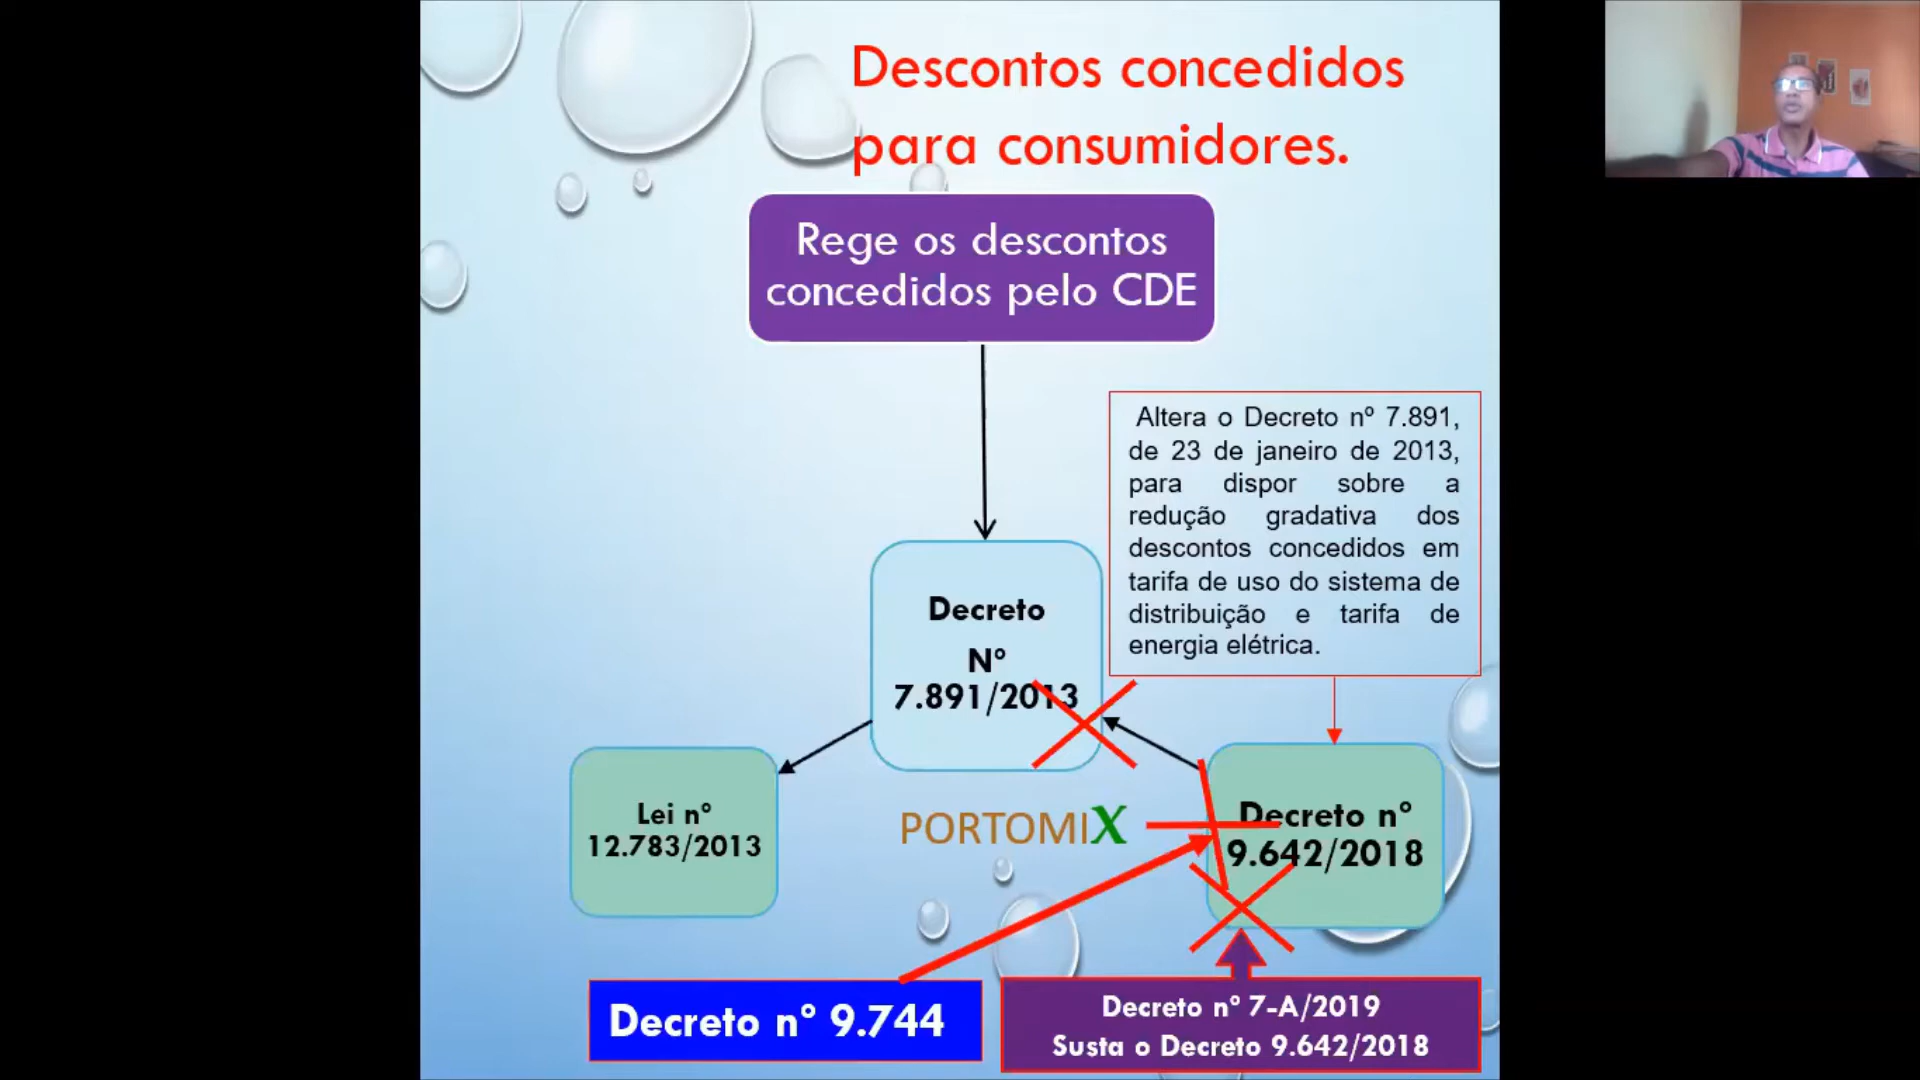 Descontos concedidos
para consumidores.
Rege os descontos
concedidos pelo CDE
Altera o Decreto nº 7.891,
de 23 de janeiro de 2013,
para dispor sobre a
redução gradativa dos
descontos concedidos em
tarifa de uso do sistema de
distribuição e tarifa de
energia elétrica.
Decreto
Nº
7.891/2013
Lei nº
12.783/2013
PORTOMIX
Decreto nº
9.642/2018
Decreto nº 9.744
Decreto nº 7-A/2019
Susta o Decreto 9.642/2018